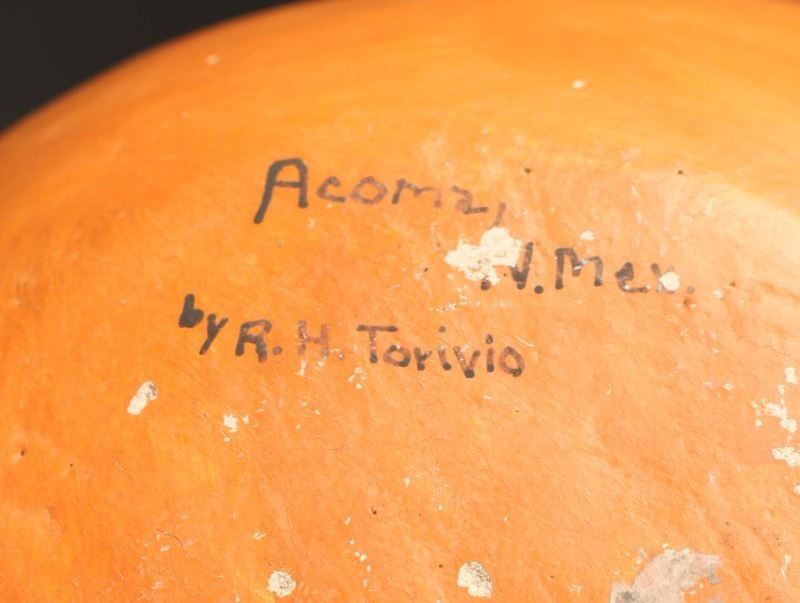 Acoma,
N. Mex.
by R. H. Torivio